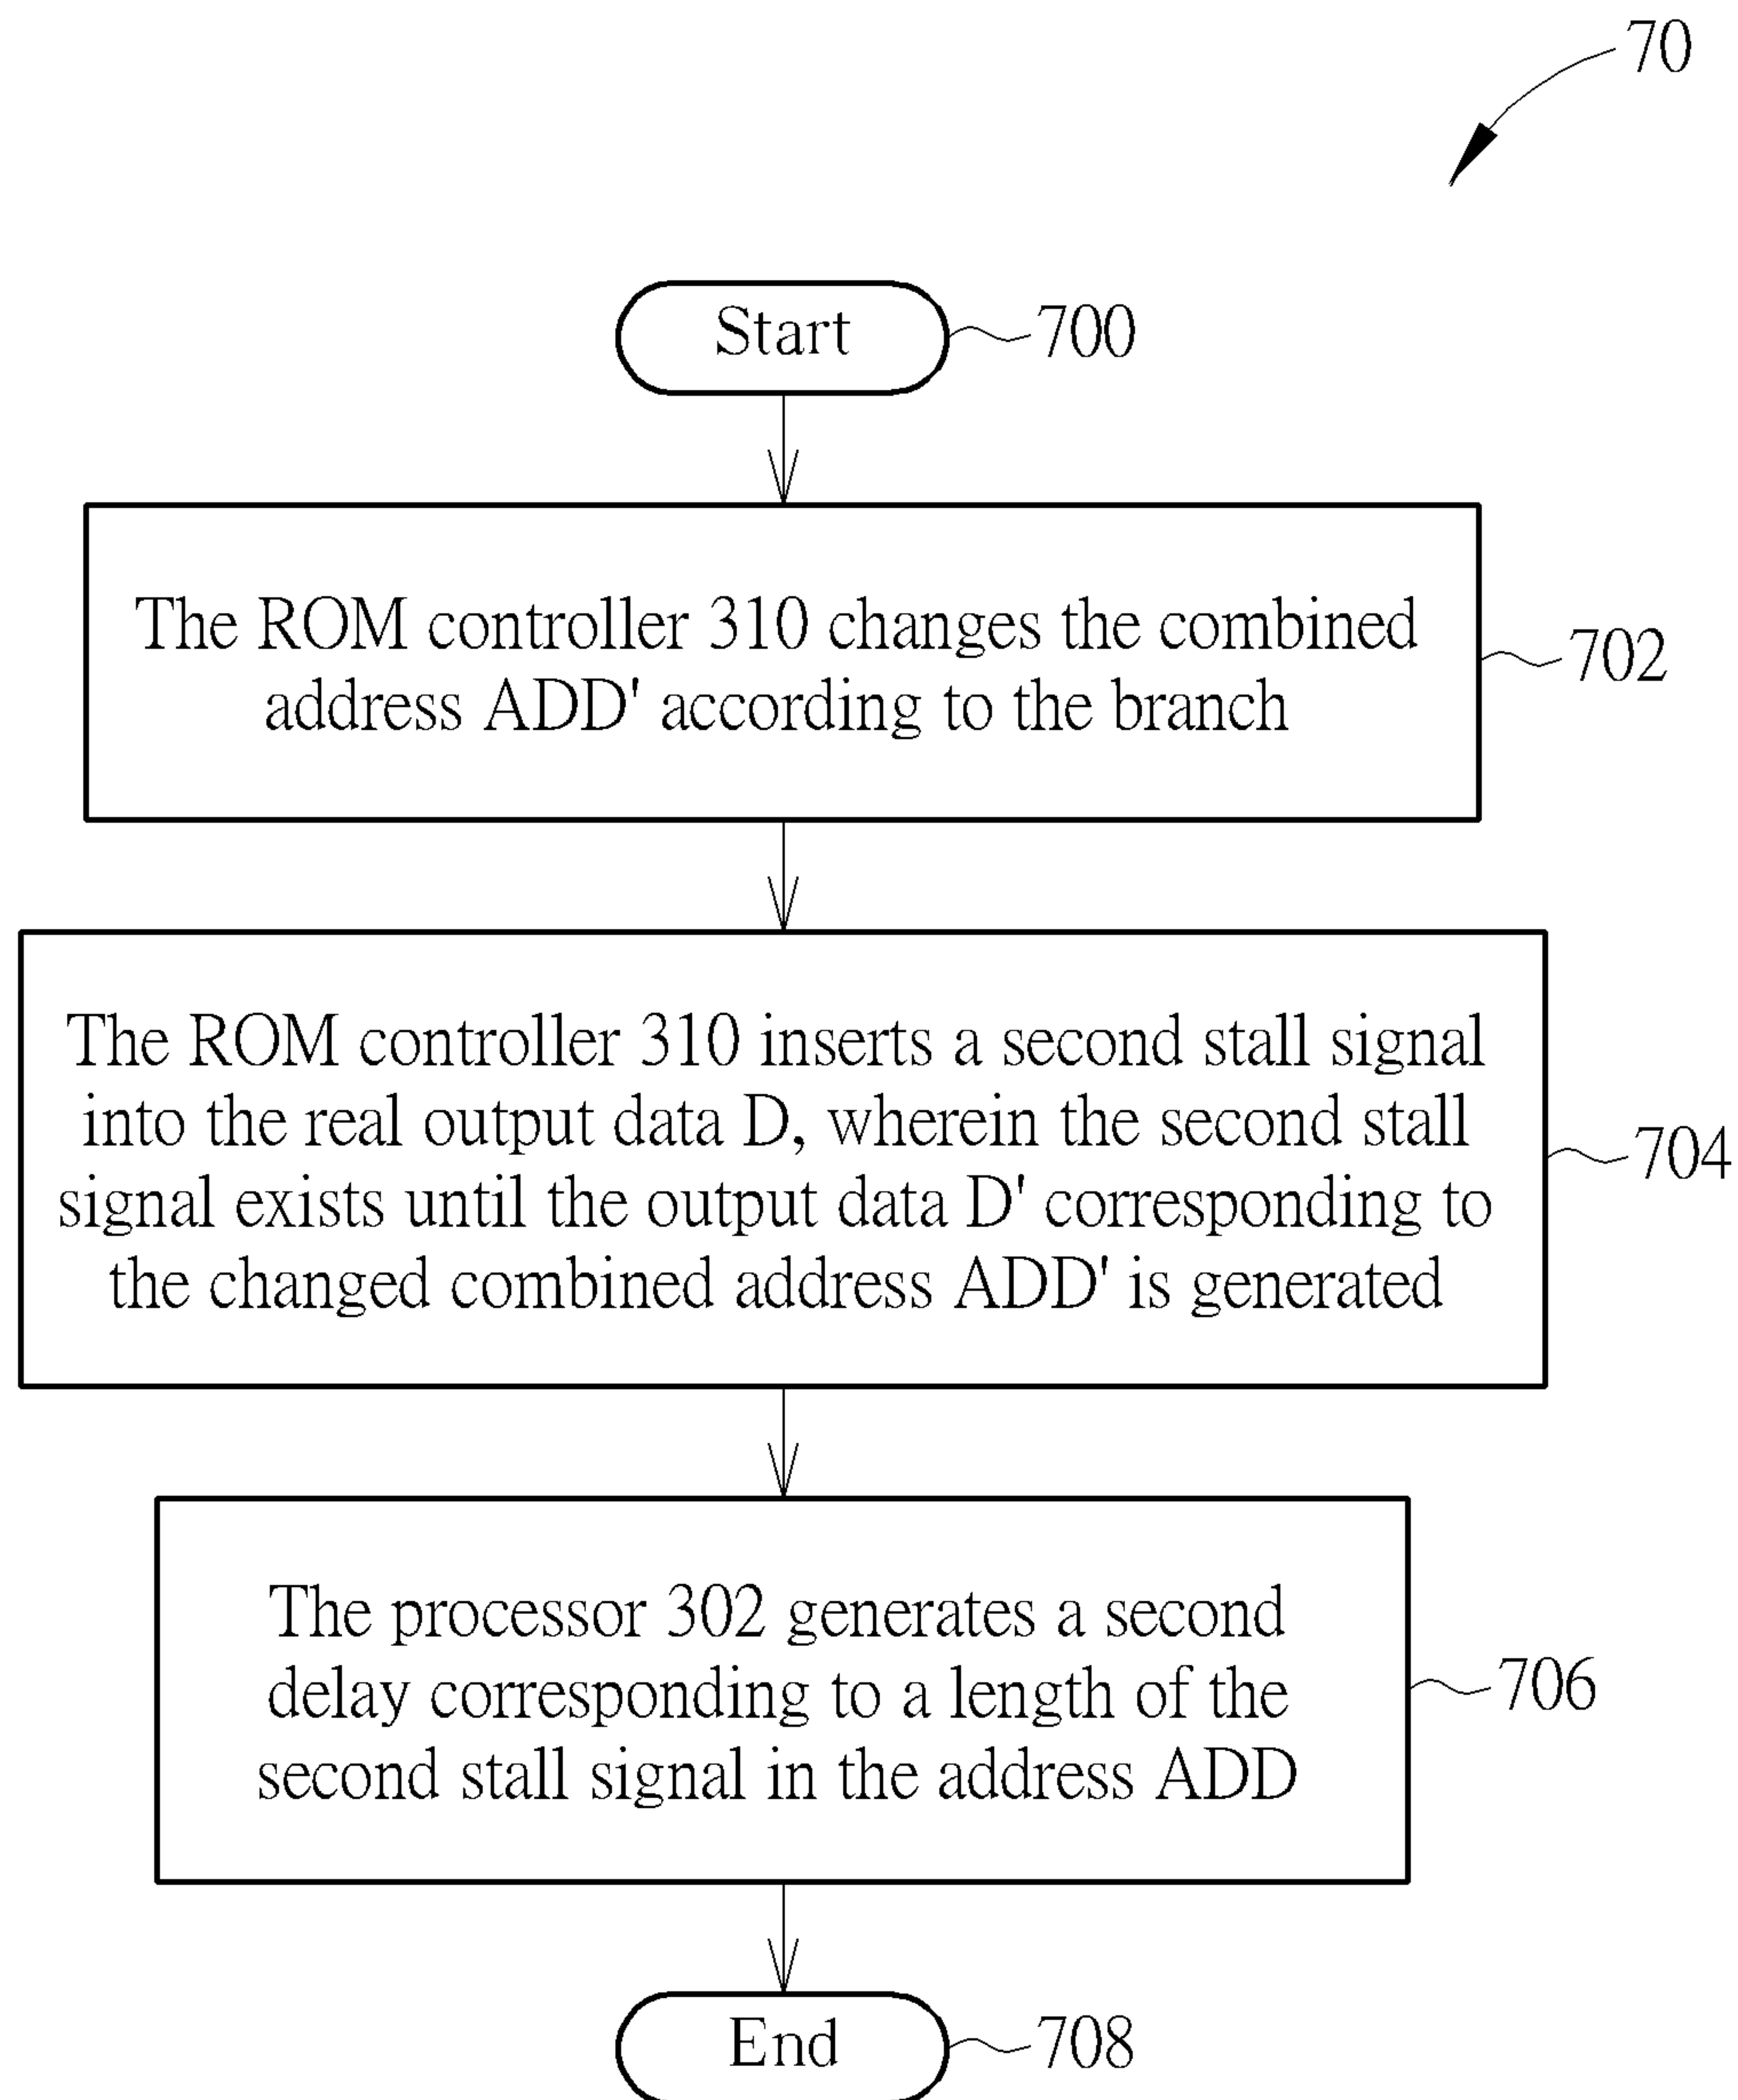 70
Start
700
The ROM controller 310 changes the combined
address ADD' according to the branch
702
The ROM controller 310 inserts a second stall signal
into the real output data D, wherein the second stall
signal exists until the output data D' corresponding to
the changed combined address ADD' is generated
704
The processor 302 generates a second
delay corresponding to a length of the
second stall signal in the address ADD
706
End
708